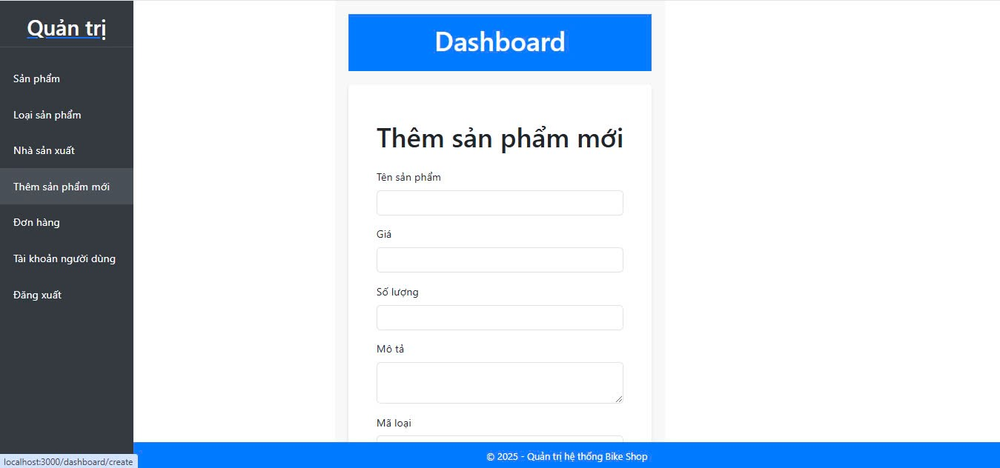 Quản trị
Sản phẩm
Loại sản phẩm
Nhà sản xuất
Thêm sản phẩm mới
Đơn hàng
Tài khoản người dùng
Đăng xuất
Dashboard
Thêm sản phẩm mới
Tên sản phẩm
Giá
Số lượng
Mô tả
Mã loại
© 2025 - Quản trị hệ thống Bike Shop
localhost:3000/dashboard/create